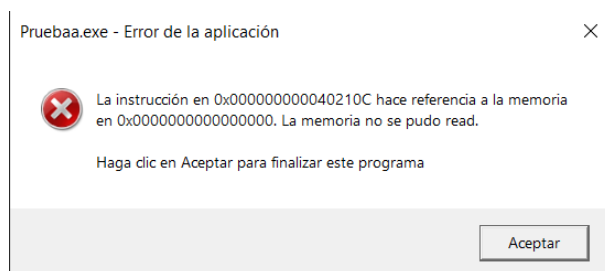 Pruebaa.exe - Error de la aplicación
La instrucción en 0x000000000040210C hace referencia a la memoria
en 0x0000000000000000. La memoria no se pudo read.
Haga clic en Aceptar para finalizar este programa
Aceptar